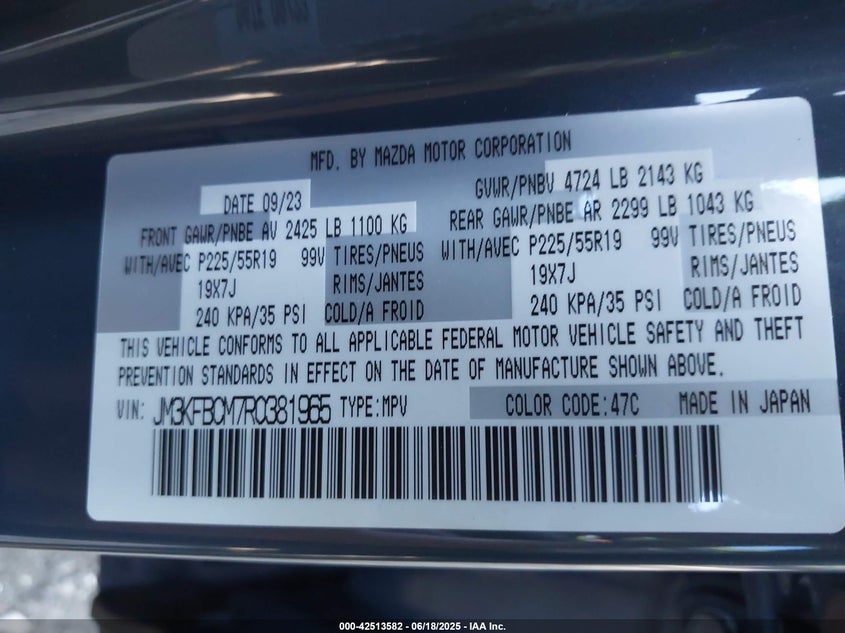 MFD. BY MAZDA MOTOR CORPORATION
DATE 09/23 GVWR/PNBV 4724 LB 2143 KG
FRONT GAWR/PNBE AV 2425 LB 1100 KG REAR GAWR/PNBE AR 2299 LB 1043 KG
WITH/AVEC P225/55R19 99V TIRES/PNEUS WITH/AVEC P225/55R19 99V TIRES/PNEUS
19X7J RIMS/JANTES 19X7J RIMS/JANTES
240 KPA/35 PSI COLD/A FROID 240 KPA/35 PSI COLD/A FROID
THIS VEHICLE CONFORMS TO ALL APPLICABLE FEDERAL MOTOR VEHICLE SAFETY AND THEFT
PREVENTION STANDARDS IN EFFECT ON THE DATE OF MANUFACTURE SHOWN ABOVE.
VIN: JM3KFBCM7R0381965 TYPE:MPV COLOR CODE:47C MADE IN JAPAN
000-42513582 - 06/18/2025 - IAA Inc.